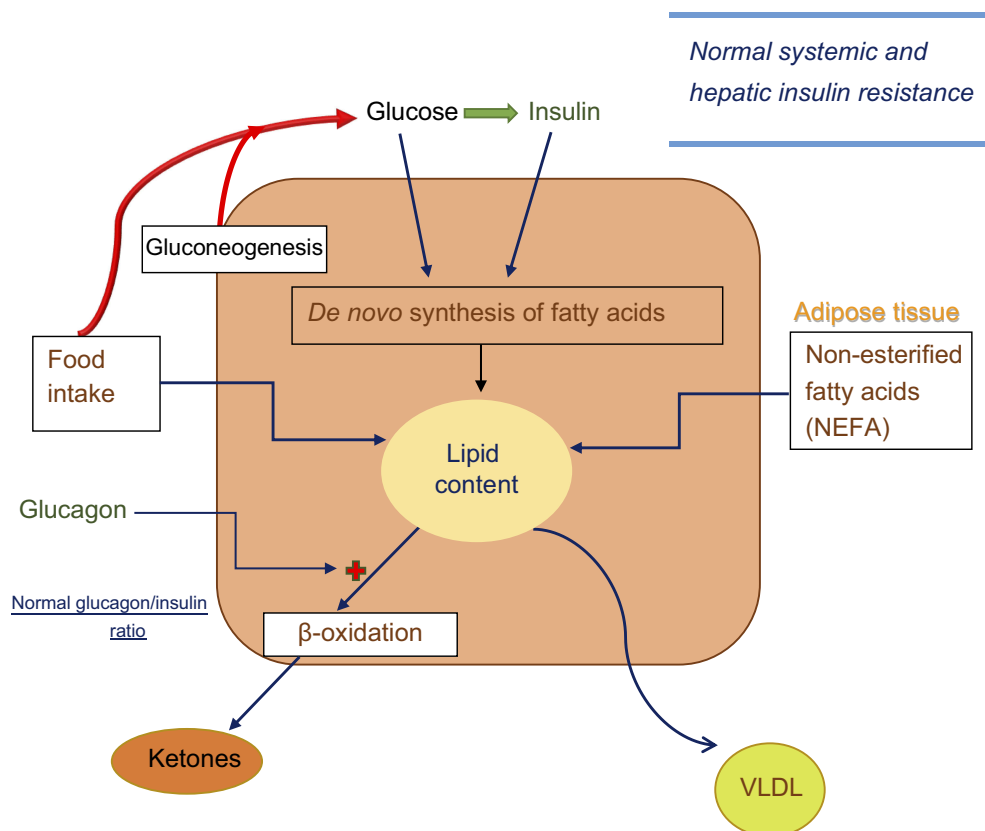 Normal systemic and
hepatic insulin resistance
Glucose
Insulin
Gluconeogenesis
De novo synthesis of fatty acids
Adipose tissue
Food
intake
Non-esterified
fatty acids
(NEFA)
Lipid
content
Glucagon
Normal glucagon/insulin
ratio
β-oxidation
Ketones
VLDL